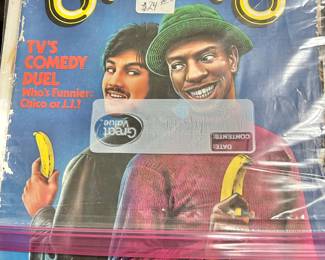 $24
TV'S
COMEDY
DUEL
Who's Funnier:
Chico or J.J.?
Great
Value
CONTENTS:
DATE: